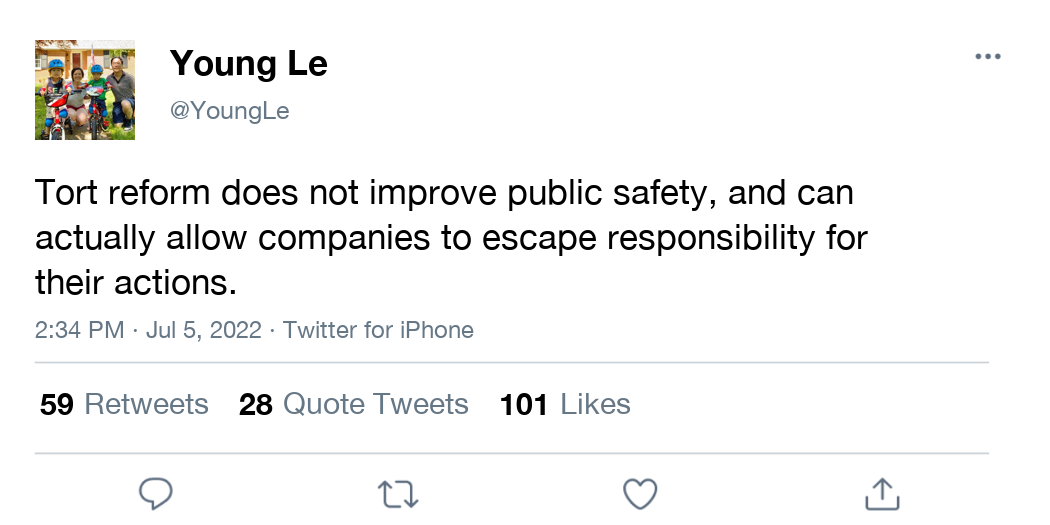 Young Le
@YoungLe
Tort reform does not improve public safety, and can
actually allow companies to escape responsibility for
their actions.
2:34 PM · Jul 5, 2022 · Twitter for iPhone
59 Retweets 28 Quote Tweets 101 Likes